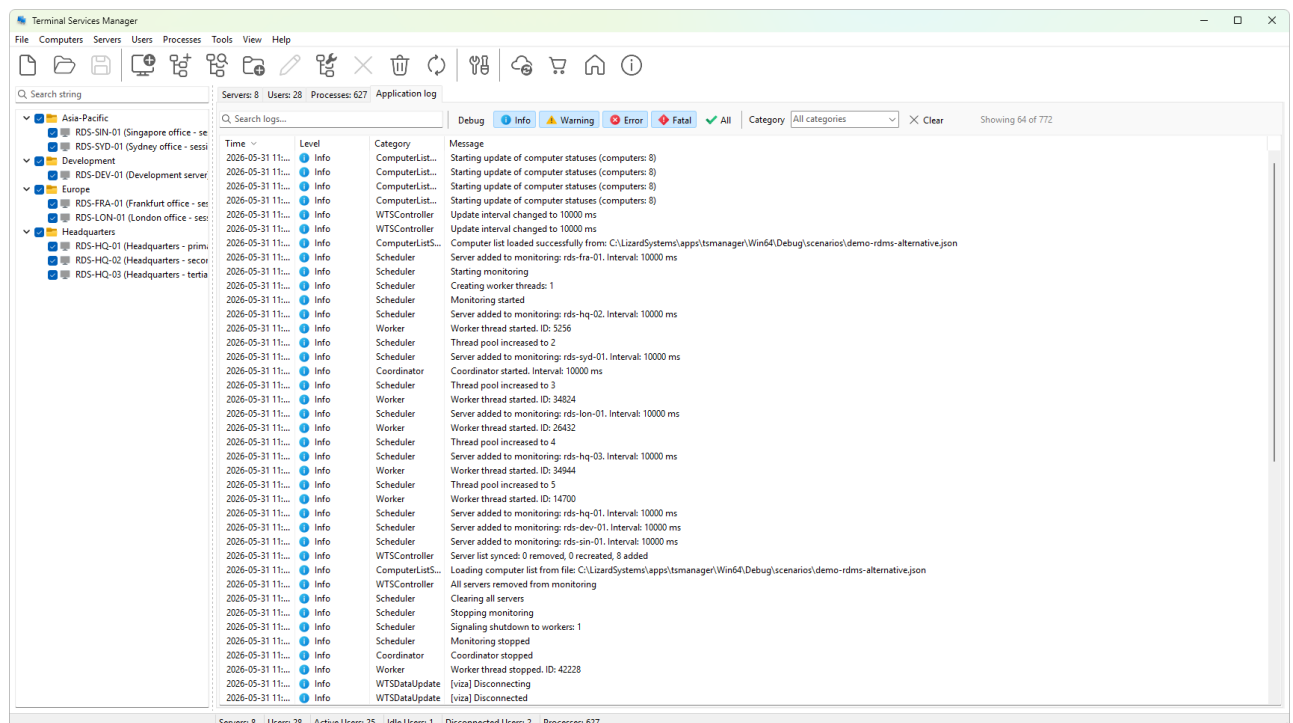 Terminal Services Manager
File Computers Servers Users Processes Tools View Help
Search string
Asia-Pacific
RDS-SIN-01 (Singapore office - se
RDS-SYD-01 (Sydney office - sessi
Development
RDS-DEV-01 (Development server,
Europe
RDS-FRA-01 (Frankfurt office - ses
RDS-LON-01 (London office - sess
Headquarters
RDS-HQ-01 (Headquarters - prima
RDS-HQ-02 (Headquarters - secor
RDS-HQ-03 (Headquarters - tertia
Servers: 8 Users: 28 Processes: 627 Application log
Search logs... Debug Info Warning Error Fatal All Category All categories Clear Showing 64 of 772
Time Level Category Message
2026-05-31 11:... Info ComputerList... Starting update of computer statuses (computers: 8)
2026-05-31 11:... Info ComputerList... Starting update of computer statuses (computers: 8)
2026-05-31 11:... Info ComputerList... Starting update of computer statuses (computers: 8)
2026-05-31 11:... Info ComputerList... Starting update of computer statuses (computers: 8)
2026-05-31 11:... Info WTSController Update interval changed to 10000 ms
2026-05-31 11:... Info WTSController Update interval changed to 10000 ms
2026-05-31 11:... Info ComputerListS... Computer list loaded successfully from: C:\LizardSystems\apps\tsmanager\Win64\Debug\scenarios\demo-rdms-alternative.json
2026-05-31 11:... Info Scheduler Server added to monitoring: rds-fra-01. Interval: 10000 ms
2026-05-31 11:... Info Scheduler Starting monitoring
2026-05-31 11:... Info Scheduler Creating worker threads: 1
2026-05-31 11:... Info Scheduler Monitoring started
2026-05-31 11:... Info Scheduler Server added to monitoring: rds-hq-02. Interval: 10000 ms
2026-05-31 11:... Info Worker Worker thread started. ID: 5256
2026-05-31 11:... Info Scheduler Thread pool increased to 2
2026-05-31 11:... Info Scheduler Server added to monitoring: rds-syd-01. Interval: 10000 ms
2026-05-31 11:... Info Coordinator Coordinator started. Interval: 10000 ms
2026-05-31 11:... Info Scheduler Thread pool increased to 3
2026-05-31 11:... Info Worker Worker thread started. ID: 34824
2026-05-31 11:... Info Scheduler Server added to monitoring: rds-lon-01. Interval: 10000 ms
2026-05-31 11:... Info Worker Worker thread started. ID: 26432
2026-05-31 11:... Info Scheduler Thread pool increased to 4
2026-05-31 11:... Info Scheduler Server added to monitoring: rds-hq-03. Interval: 10000 ms
2026-05-31 11:... Info Worker Worker thread started. ID: 34944
2026-05-31 11:... Info Scheduler Thread pool increased to 5
2026-05-31 11:... Info Worker Worker thread started. ID: 14700
2026-05-31 11:... Info Scheduler Server added to monitoring: rds-hq-01. Interval: 10000 ms
2026-05-31 11:... Info Scheduler Server added to monitoring: rds-dev-01. Interval: 10000 ms
2026-05-31 11:... Info Scheduler Server added to monitoring: rds-sin-01. Interval: 10000 ms
2026-05-31 11:... Info WTSController Server list synced: 0 removed, 0 recreated, 8 added
2026-05-31 11:... Info ComputerListS... Loading computer list from file: C:\LizardSystems\apps\tsmanager\Win64\Debug\scenarios\demo-rdms-alternative.json
2026-05-31 11:... Info WTSController All servers removed from monitoring
2026-05-31 11:... Info Scheduler Clearing all servers
2026-05-31 11:... Info Scheduler Stopping monitoring
2026-05-31 11:... Info Scheduler Signaling shutdown to workers: 1
2026-05-31 11:... Info Scheduler Monitoring stopped
2026-05-31 11:... Info Coordinator Coordinator stopped
2026-05-31 11:... Info Worker Worker thread stopped. ID: 42228
2026-05-31 11:... Info WTSDataUpdate [viza] Disconnecting
2026-05-31 11:... Info WTSDataUpdate [viza] Disconnected
Servers: 8 Users: 28 Active Users: 25 Idle Users: 1 Disconnected Users: 2 Processes: 627